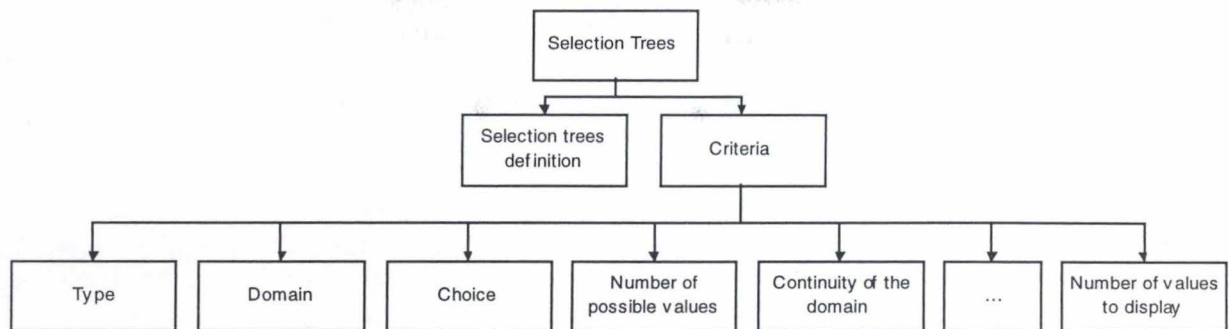 Selection Trees
Selection trees
definition
Criteria
Type
Domain
Choice
Number of
possible values
Continuity of the
domain
...
Number of values
to display